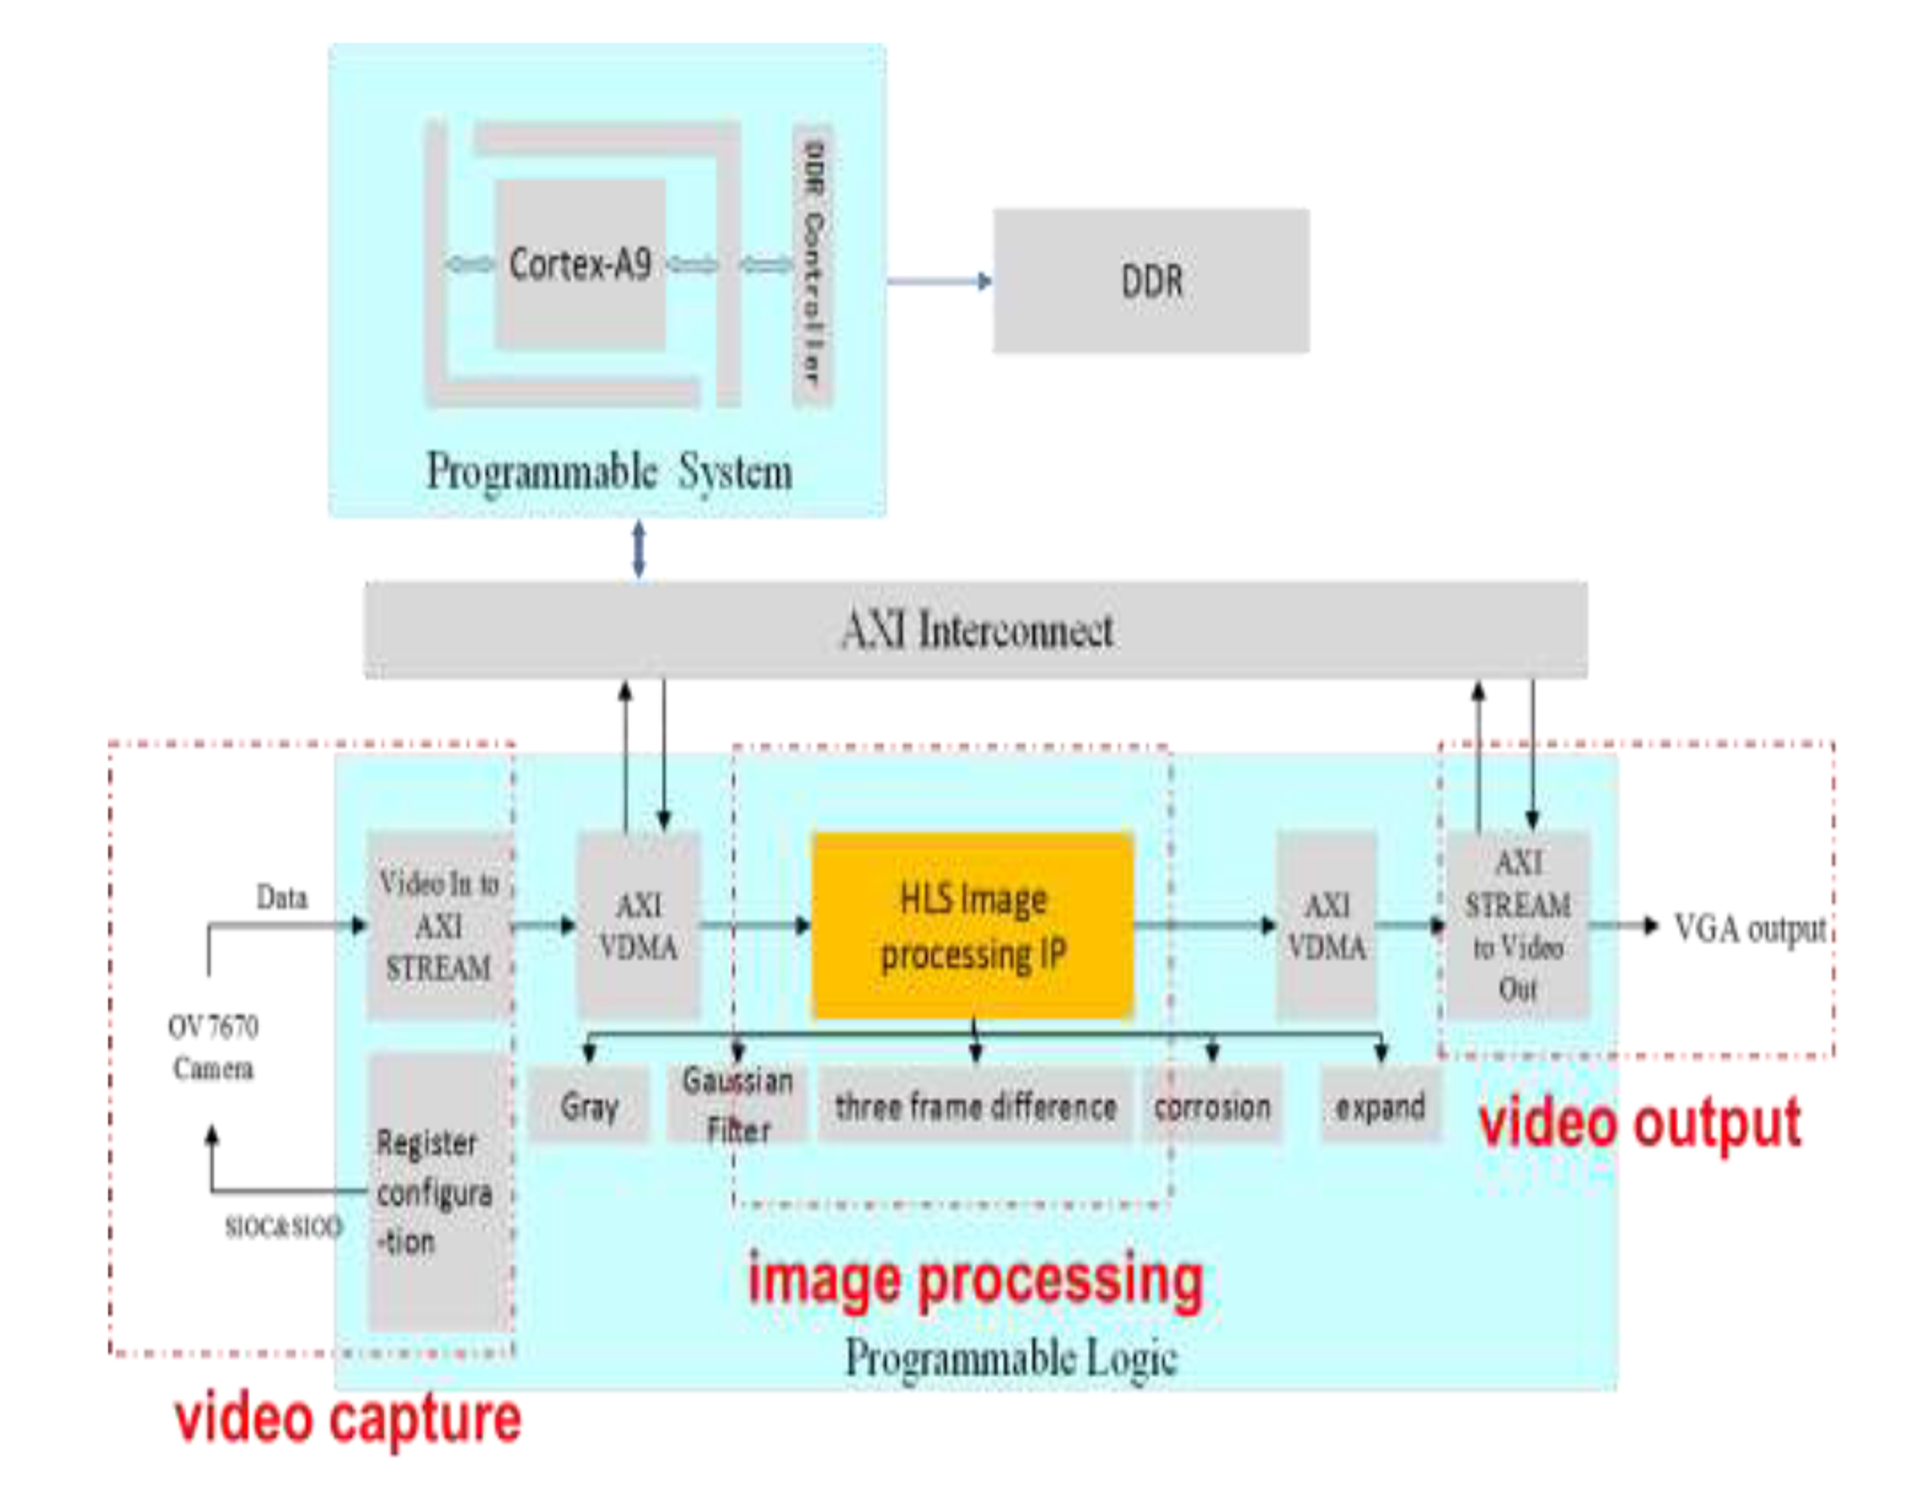 DDR Controller
Cortex-A9
DDR
Programmable System
AXI Interconnect
Data
Video In to
AXI
STREAM
AXI
VDMA
HLS Image
processing IP
AXI
VDMA
AXI
STREAM
to Video
Out
VGA output
OV 7670
Camera
Register
configura
-tion
SIOC&SIOD
Gray
Gaussian
Filter
three frame difference
corrosion
expand
video output
image processing
Programmable Logic
video capture